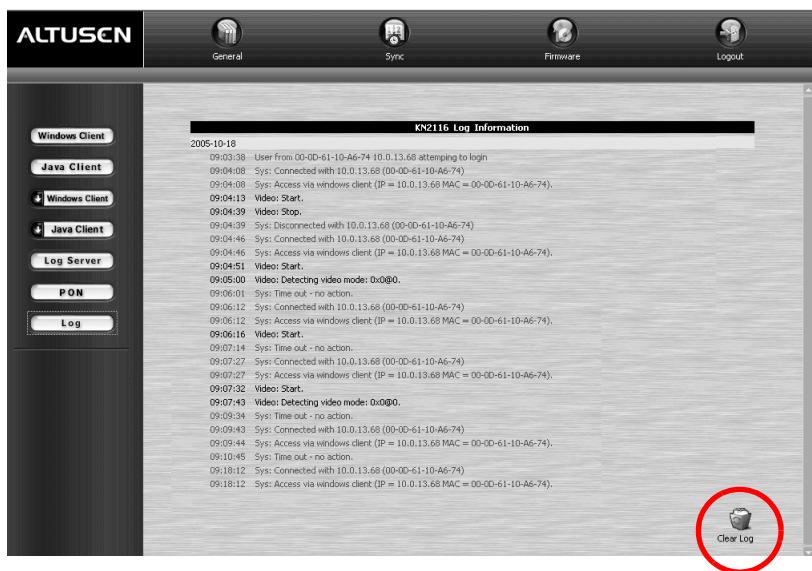 ALTUSEN
General Sync Firmware Logout
Windows Client
Java Client
Windows Client
Java Client
Log Server
PON
Log
KN2116 Log Information
2005-10-18
09:03:38 User from 00-0D-61-10-A6-74 10.0.13.68 attemping to login
09:04:08 Sys: Connected with 10.0.13.68 (00-0D-61-10-A6-74)
09:04:08 Sys: Access via windows client (IP = 10.0.13.68 MAC = 00-0D-61-10-A6-74).
09:04:13 Video: Start.
09:04:39 Video: Stop.
09:04:39 Sys: Disconnected with 10.0.13.68 (00-0D-61-10-A6-74)
09:04:46 Sys: Connected with 10.0.13.68 (00-0D-61-10-A6-74)
09:04:46 Sys: Access via windows client (IP = 10.0.13.68 MAC = 00-0D-61-10-A6-74).
09:04:51 Video: Start.
09:05:00 Video: Detecting video mode: 0x0@0.
09:06:01 Sys: Time out - no action.
09:06:12 Sys: Connected with 10.0.13.68 (00-0D-61-10-A6-74)
09:06:12 Sys: Access via windows client (IP = 10.0.13.68 MAC = 00-0D-61-10-A6-74).
09:06:16 Video: Start.
09:07:14 Sys: Time out - no action.
09:07:27 Sys: Connected with 10.0.13.68 (00-0D-61-10-A6-74)
09:07:27 Sys: Access via windows client (IP = 10.0.13.68 MAC = 00-0D-61-10-A6-74).
09:07:32 Video: Start.
09:07:43 Video: Detecting video mode: 0x0@0.
09:09:34 Sys: Time out - no action.
09:09:43 Sys: Connected with 10.0.13.68 (00-0D-61-10-A6-74)
09:09:44 Sys: Access via windows client (IP = 10.0.13.68 MAC = 00-0D-61-10-A6-74).
09:10:45 Sys: Time out - no action.
09:18:12 Sys: Connected with 10.0.13.68 (00-0D-61-10-A6-74)
09:18:12 Sys: Access via windows client (IP = 10.0.13.68 MAC = 00-0D-61-10-A6-74).
Clear Log